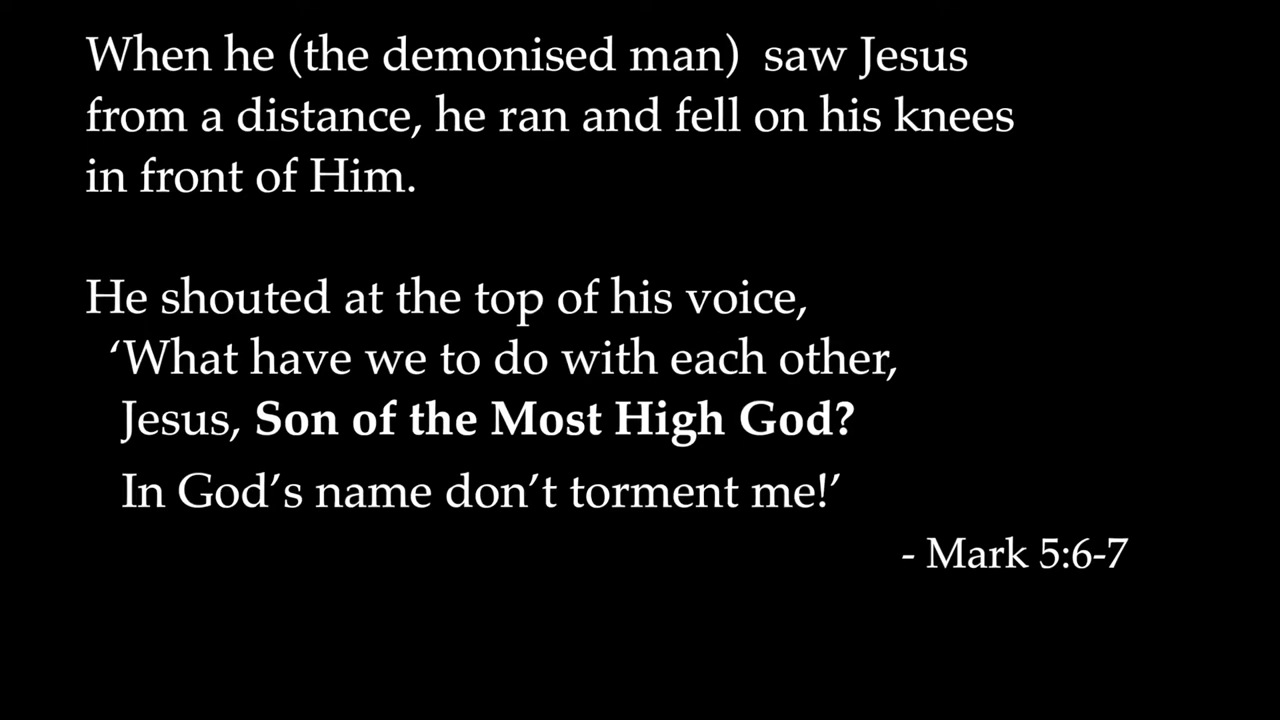 When he (the demonised man)  saw Jesus
from a distance, he ran and fell on his knees
in front of Him.
He shouted at the top of his voice,
‘What have we to do with each other,
Jesus, Son of the Most High God?
In God’s name don’t torment me!’
- Mark 5:6-7